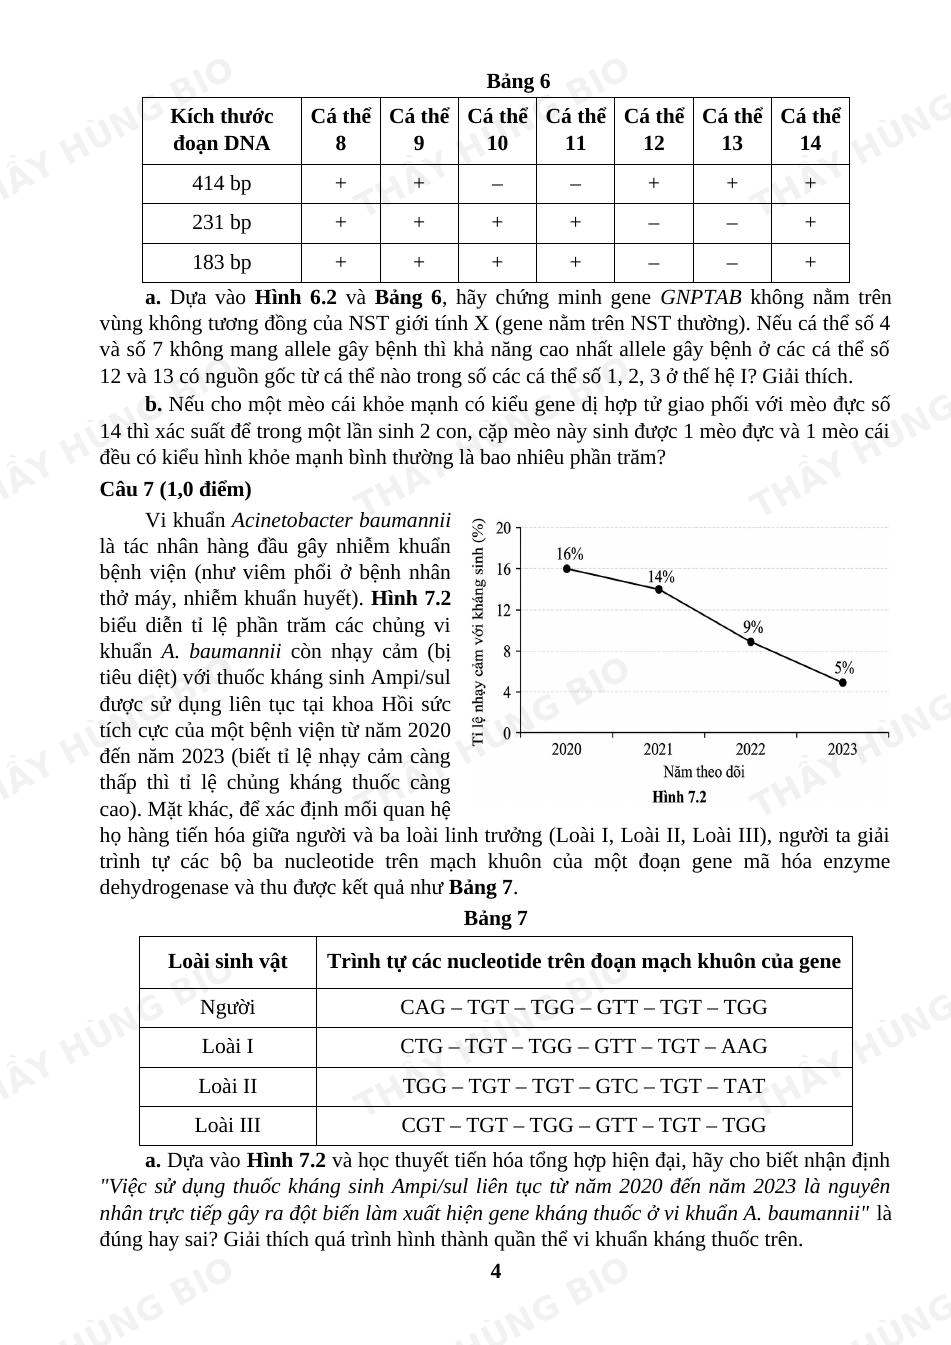 Bảng 6
Kích thước đoạn DNA | Cá thể 8 | Cá thể 9 | Cá thể 10 | Cá thể 11 | Cá thể 12 | Cá thể 13 | Cá thể 14
414 bp | + | + | – | – | + | + | +
231 bp | + | + | + | + | – | – | +
183 bp | + | + | + | + | – | – | +
a. Dựa vào Hình 6.2 và Bảng 6, hãy chứng minh gene GNPTAB không nằm trên
vùng không tương đồng của NST giới tính X (gene nằm trên NST thường). Nếu cá thể số 4
và số 7 không mang allele gây bệnh thì khả năng cao nhất allele gây bệnh ở các cá thể số
12 và 13 có nguồn gốc từ cá thể nào trong số các cá thể số 1, 2, 3 ở thế hệ I? Giải thích.
b. Nếu cho một mèo cái khỏe mạnh có kiểu gene dị hợp tử giao phối với mèo đực số
14 thì xác suất để trong một lần sinh 2 con, cặp mèo này sinh được 1 mèo đực và 1 mèo cái
đều có kiểu hình khỏe mạnh bình thường là bao nhiêu phần trăm?
Câu 7 (1,0 điểm)
Vi khuẩn Acinetobacter baumannii
là tác nhân hàng đầu gây nhiễm khuẩn
bệnh viện (như viêm phổi ở bệnh nhân
thở máy, nhiễm khuẩn huyết). Hình 7.2
biểu diễn tỉ lệ phần trăm các chủng vi
khuẩn A. baumannii còn nhạy cảm (bị
tiêu diệt) với thuốc kháng sinh Ampi/sul
được sử dụng liên tục tại khoa Hồi sức
tích cực của một bệnh viện từ năm 2020
đến năm 2023 (biết tỉ lệ nhạy cảm càng
thấp thì tỉ lệ chủng kháng thuốc càng
cao). Mặt khác, để xác định mối quan hệ
Tỉ lệ nhạy cảm với kháng sinh (%)
20
16
12
8
4
0
16%
14%
9%
5%
2020 2021 2022 2023
Năm theo dõi
Hình 7.2
họ hàng tiến hóa giữa người và ba loài linh trưởng (Loài I, Loài II, Loài III), người ta giải
trình tự các bộ ba nucleotide trên mạch khuôn của một đoạn gene mã hóa enzyme
dehydrogenase và thu được kết quả như Bảng 7.
Bảng 7
Loài sinh vật | Trình tự các nucleotide trên đoạn mạch khuôn của gene
Người | CAG – TGT – TGG – GTT – TGT – TGG
Loài I | CTG – TGT – TGG – GTT – TGT – AAG
Loài II | TGG – TGT – TGT – GTC – TGT – TAT
Loài III | CGT – TGT – TGG – GTT – TGT – TGG
a. Dựa vào Hình 7.2 và học thuyết tiến hóa tổng hợp hiện đại, hãy cho biết nhận định
"Việc sử dụng thuốc kháng sinh Ampi/sul liên tục từ năm 2020 đến năm 2023 là nguyên
nhân trực tiếp gây ra đột biến làm xuất hiện gene kháng thuốc ở vi khuẩn A. baumannii" là
đúng hay sai? Giải thích quá trình hình thành quần thể vi khuẩn kháng thuốc trên.
4
THẦY HÙNG BIO